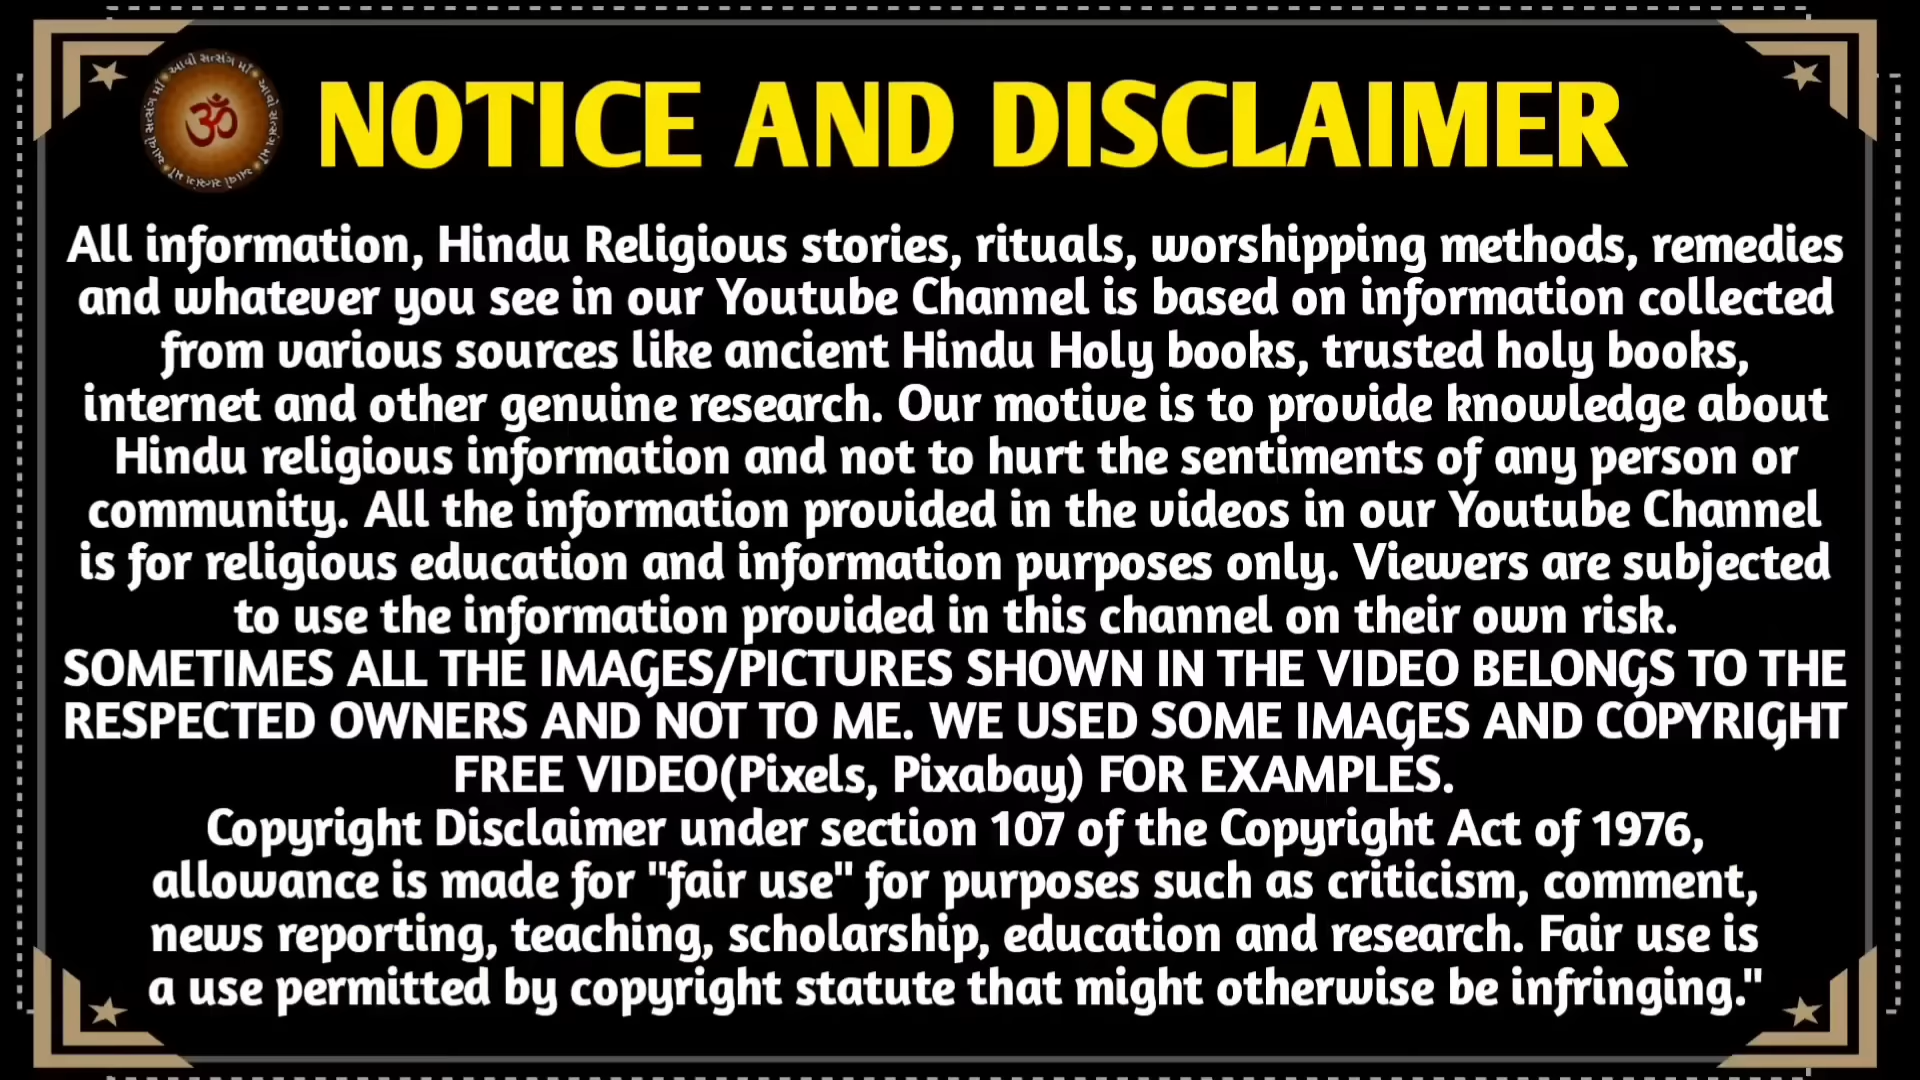 આવો સત્સંગ માઁ • આવો સત્સંગ માઁ • આવો સત્સંગ માઁ • આવો સત્સંગ માઁ
ॐ
NOTICE AND DISCLAIMER
All information, Hindu Religious stories, rituals, worshipping methods, remedies
and whatever you see in our Youtube Channel is based on information collected
from various sources like ancient Hindu Holy books, trusted holy books,
internet and other genuine research. Our motive is to provide knowledge about
Hindu religious information and not to hurt the sentiments of any person or
community. All the information provided in the videos in our Youtube Channel
is for religious education and information purposes only. Viewers are subjected
to use the information provided in this channel on their own risk.
SOMETIMES ALL THE IMAGES/PICTURES SHOWN IN THE VIDEO BELONGS TO THE
RESPECTED OWNERS AND NOT TO ME. WE USED SOME IMAGES AND COPYRIGHT
FREE VIDEO(Pixels, Pixabay) FOR EXAMPLES.
Copyright Disclaimer under section 107 of the Copyright Act of 1976,
allowance is made for "fair use" for purposes such as criticism, comment,
news reporting, teaching, scholarship, education and research. Fair use is
a use permitted by copyright statute that might otherwise be infringing."